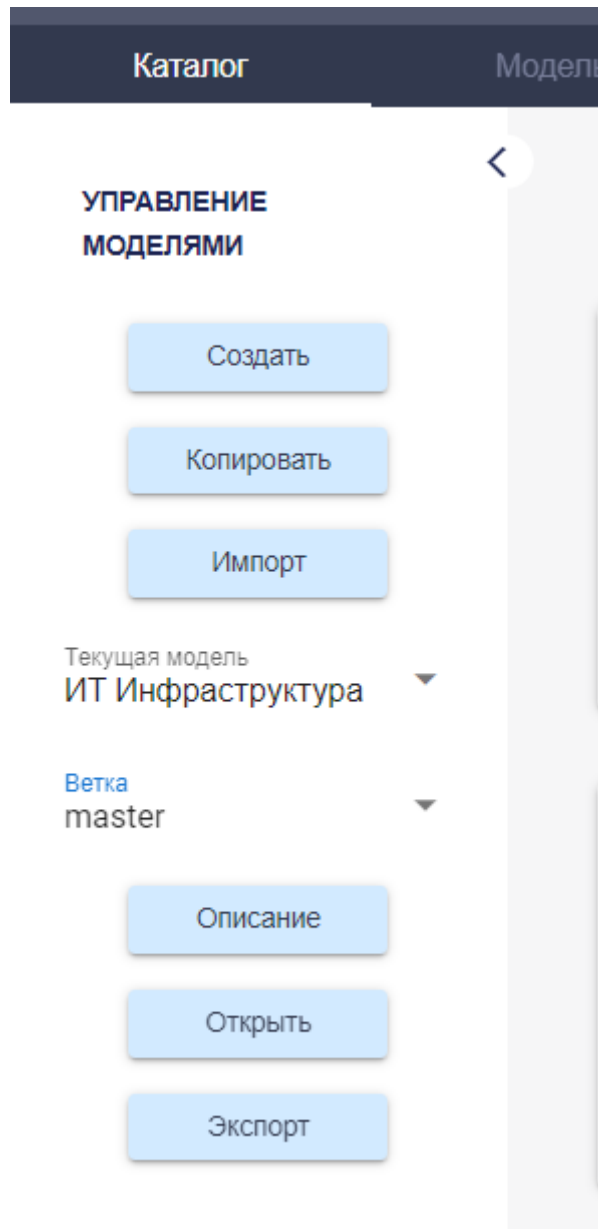 Каталог
УПРАВЛЕНИЕ
МОДЕЛЯМИ
Создать
Копировать
Импорт
Текущая модель
ИТ Инфраструктура
Ветка
master
Описание
Открыть
Экспорт